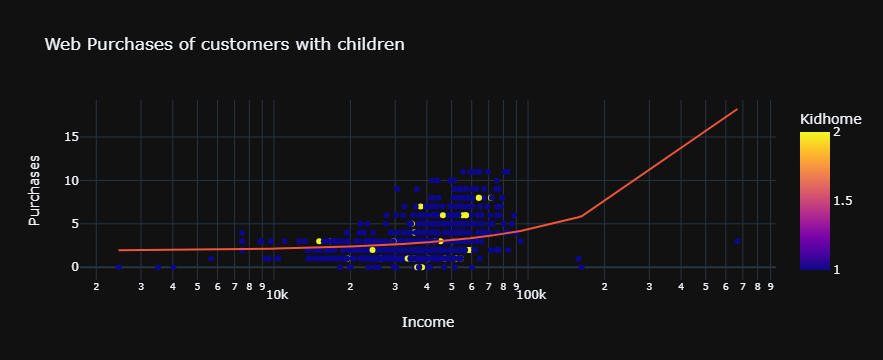 Web Purchases of customers with children
Kidhome
2
1.5
1
Purchases
15
10
5
0
2 3 4 5 6 7 8 9 10k 2 3 4 5 6 7 8 9 100k 2 3 4 5 6 7 8 9
Income